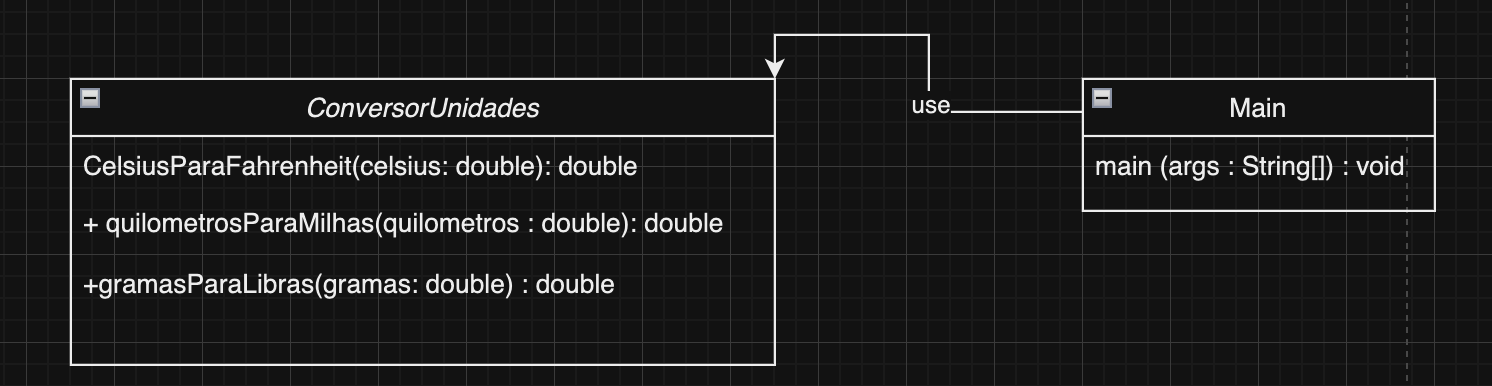 ConversorUnidades
CelsiusParaFahrenheit(celsius: double): double
+ quilometrosParaMilhas(quilometros : double): double
+gramasParaLibras(gramas: double) : double
use
Main
main (args : String[]) : void